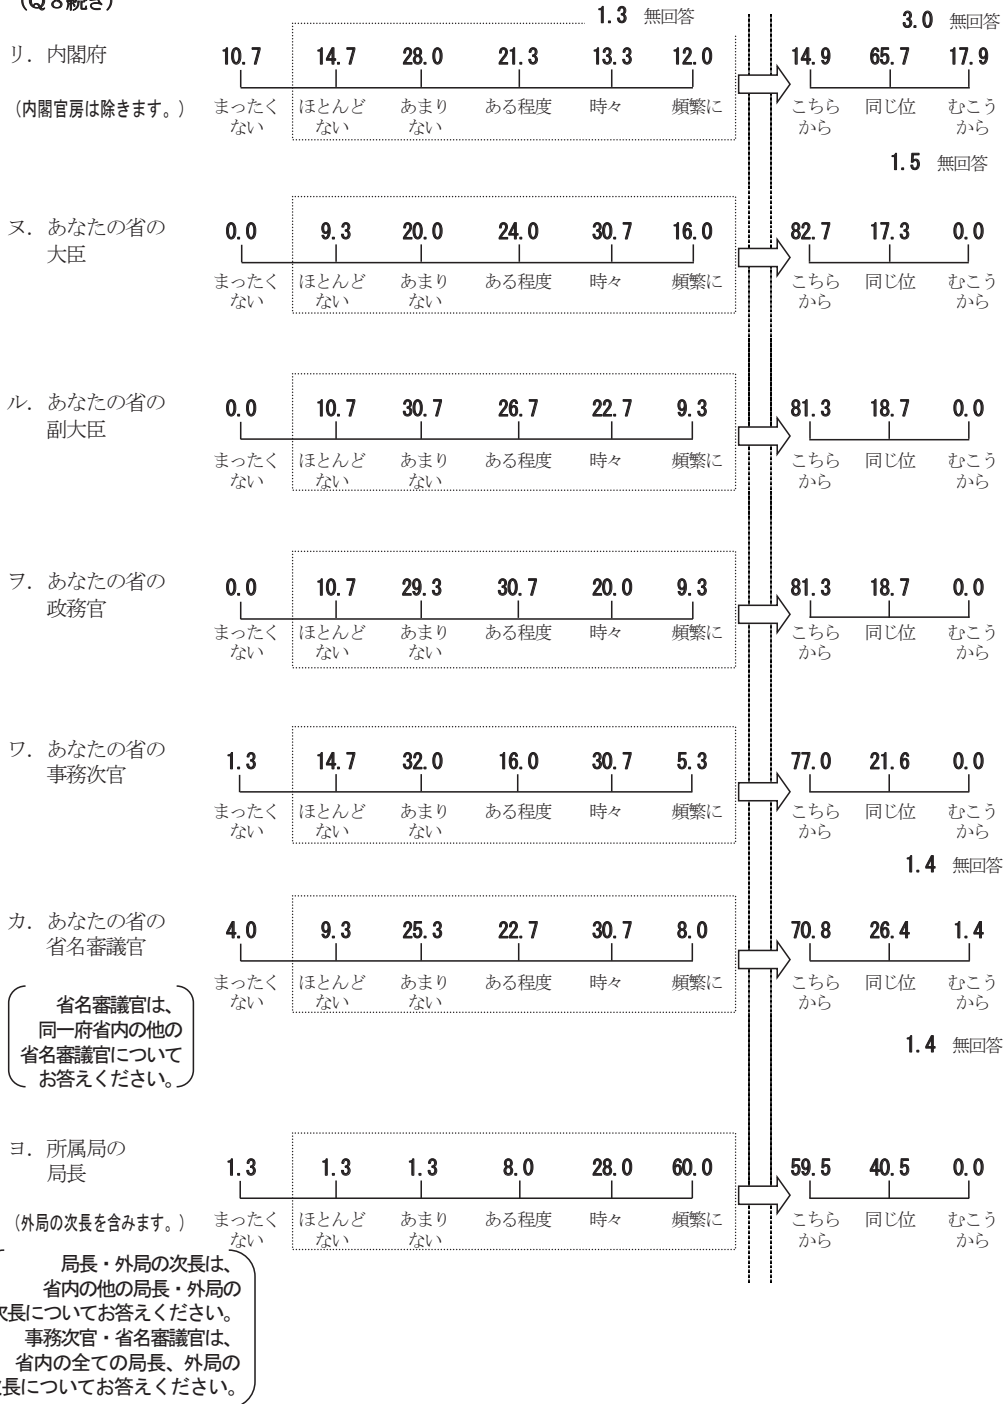 （Ｑ８続き）
1.3 無回答 3.0 無回答
リ．内閣府 10.7 14.7 28.0 21.3 13.3 12.0 14.9 65.7 17.9
（内閣官房は除きます。） まったく ほとんど あまり ある程度 時々 頻繁に こちら 同じ位 むこう
ない ない ない から から
1.5 無回答
ヌ．あなたの省の 0.0 9.3 20.0 24.0 30.7 16.0 82.7 17.3 0.0
大臣
まったく ほとんど あまり ある程度 時々 頻繁に こちら 同じ位 むこう
ない ない ない から から
ル．あなたの省の 0.0 10.7 30.7 26.7 22.7 9.3 81.3 18.7 0.0
副大臣
まったく ほとんど あまり ある程度 時々 頻繁に こちら 同じ位 むこう
ない ない ない から から
ヲ．あなたの省の 0.0 10.7 29.3 30.7 20.0 9.3 81.3 18.7 0.0
政務官
まったく ほとんど あまり ある程度 時々 頻繁に こちら 同じ位 むこう
ない ない ない から から
ワ．あなたの省の 1.3 14.7 32.0 16.0 30.7 5.3 77.0 21.6 0.0
事務次官
まったく ほとんど あまり ある程度 時々 頻繁に こちら 同じ位 むこう
ない ない ない から から
1.4 無回答
カ．あなたの省の 4.0 9.3 25.3 22.7 30.7 8.0 70.8 26.4 1.4
省名審議官
まったく ほとんど あまり ある程度 時々 頻繁に こちら 同じ位 むこう
ない ない ない から から
省名審議官は、
同一府省内の他の
省名審議官について
お答えください。
1.4 無回答
ヨ．所属局の 1.3 1.3 1.3 8.0 28.0 60.0 59.5 40.5 0.0
局長
（外局の次長を含みます。） まったく ほとんど あまり ある程度 時々 頻繁に こちら 同じ位 むこう
ない ない ない から から
局長・外局の次長は、
省内の他の局長・外局の
次長についてお答えください。
事務次官・省名審議官は、
省内の全ての局長、外局の
次長についてお答えください。